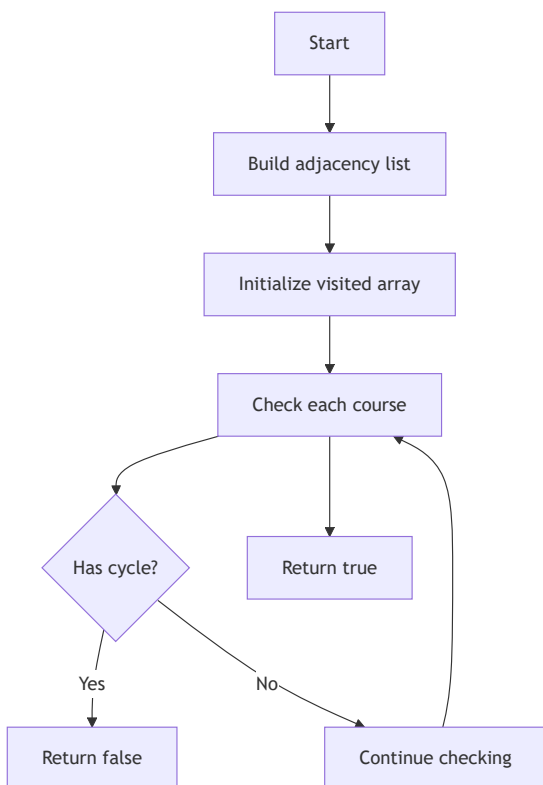 Start
Build adjacency list
Initialize visited array
Check each course
Has cycle?
Return true
Yes
No
Return false
Continue checking